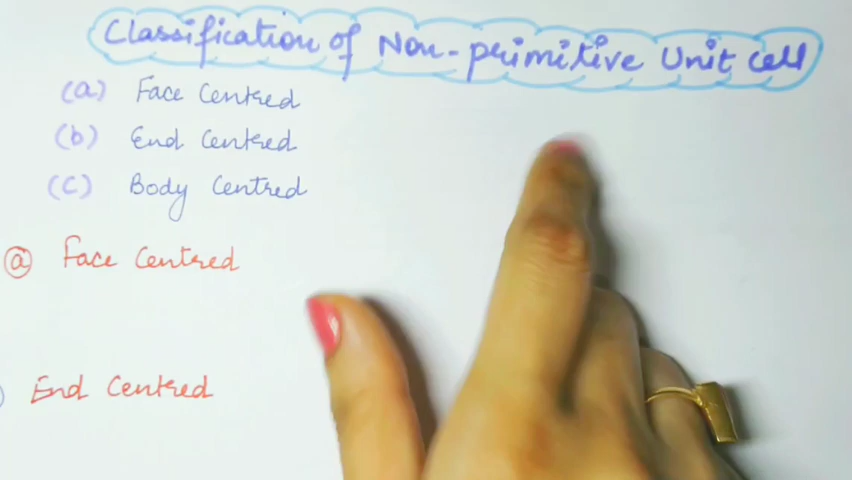 Classification of Non-primitive Unit cell
(a) Face Centred
(b) End Centred
(c) Body Centred
(a) Face Centred
End Centred